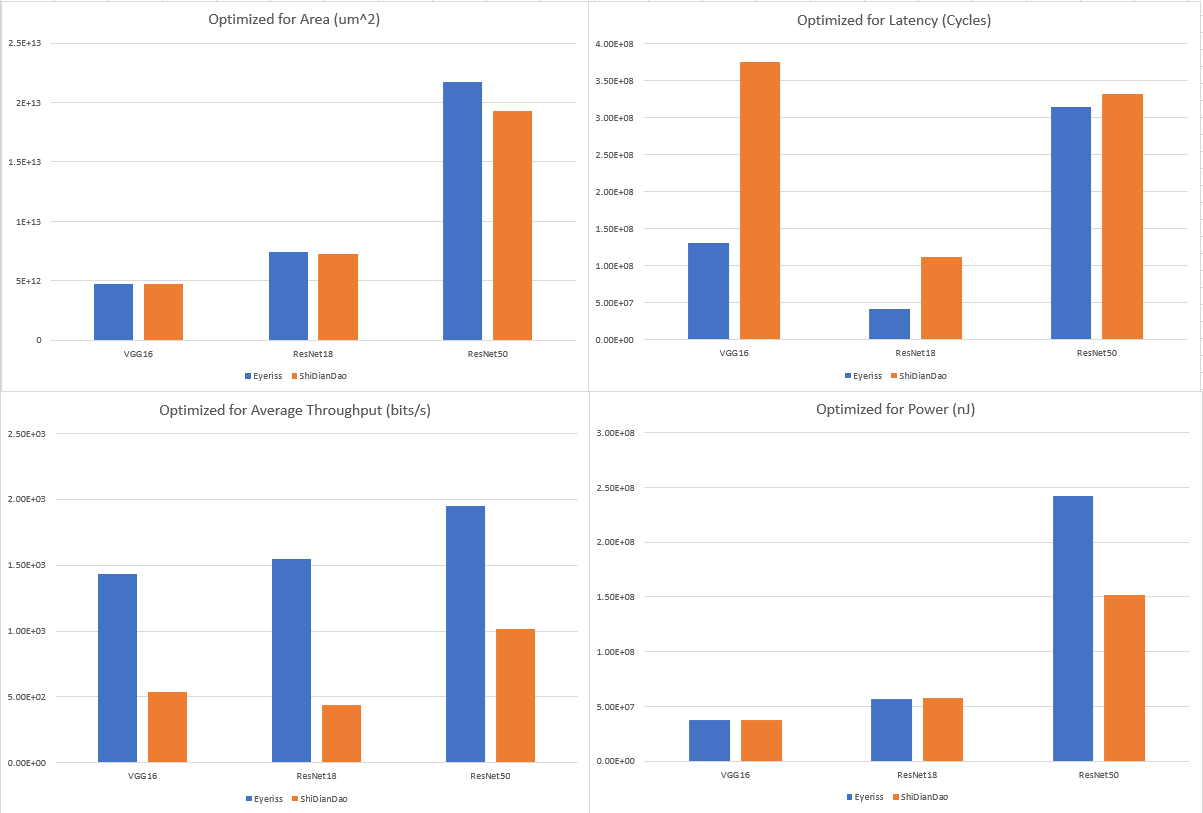 Optimized for Area (um^2)
2.5E+13
2E+13
1.5E+13
1E+13
5E+12
0
VGG16 ResNet18 ResNet50
Eyeriss ShiDianDao
Optimized for Latency (Cycles)
4.00E+08
3.50E+08
3.00E+08
2.50E+08
2.00E+08
1.50E+08
1.00E+08
5.00E+07
0.00E+00
VGG16 ResNet18 ResNet50
Eyeriss ShiDianDao
Optimized for Average Throughput (bits/s)
2.50E+03
2.00E+03
1.50E+03
1.00E+03
5.00E+02
0.00E+00
VGG16 ResNet18 ResNet50
Eyeriss ShiDianDao
Optimized for Power (nJ)
3.00E+08
2.50E+08
2.00E+08
1.50E+08
1.00E+08
5.00E+07
0.00E+00
VGG16 ResNet18 ResNet50
Eyeriss ShiDianDao